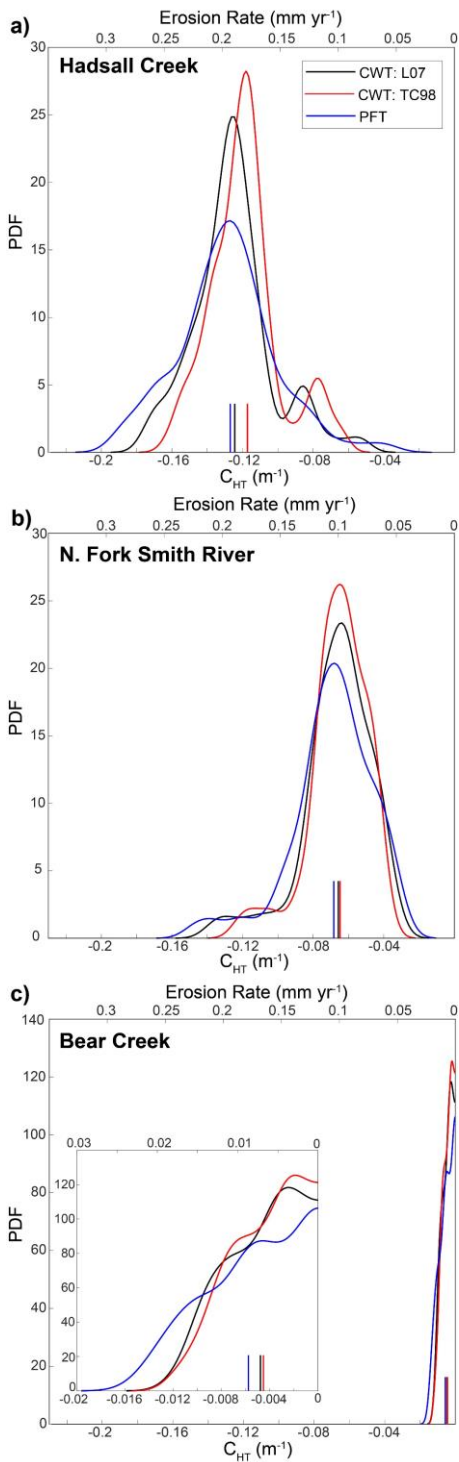 a)
Erosion Rate (mm yr⁻¹)
0.3 0.25 0.2 0.15 0.1 0.05 0
Hadsall Creek
CWT: L07
CWT: TC98
PFT
PDF
30
25
20
15
10
5
0
-0.2 -0.16 -0.12 -0.08 -0.04
C_HT (m⁻¹)
b)
Erosion Rate (mm yr⁻¹)
0.3 0.25 0.2 0.15 0.1 0.05 0
N. Fork Smith River
PDF
30
25
20
15
10
5
0
-0.2 -0.16 -0.12 -0.08 -0.04
C_HT (m⁻¹)
c)
Erosion Rate (mm yr⁻¹)
0.3 0.25 0.2 0.15 0.1 0.05 0
Bear Creek
PDF
140
120
100
80
60
40
20
0
0.03 0.02 0.01 0
120
100
80
60
40
20
0
-0.02 -0.016 -0.012 -0.008 -0.004
-0.2 -0.16 -0.12 -0.08 -0.04
C_HT (m⁻¹)